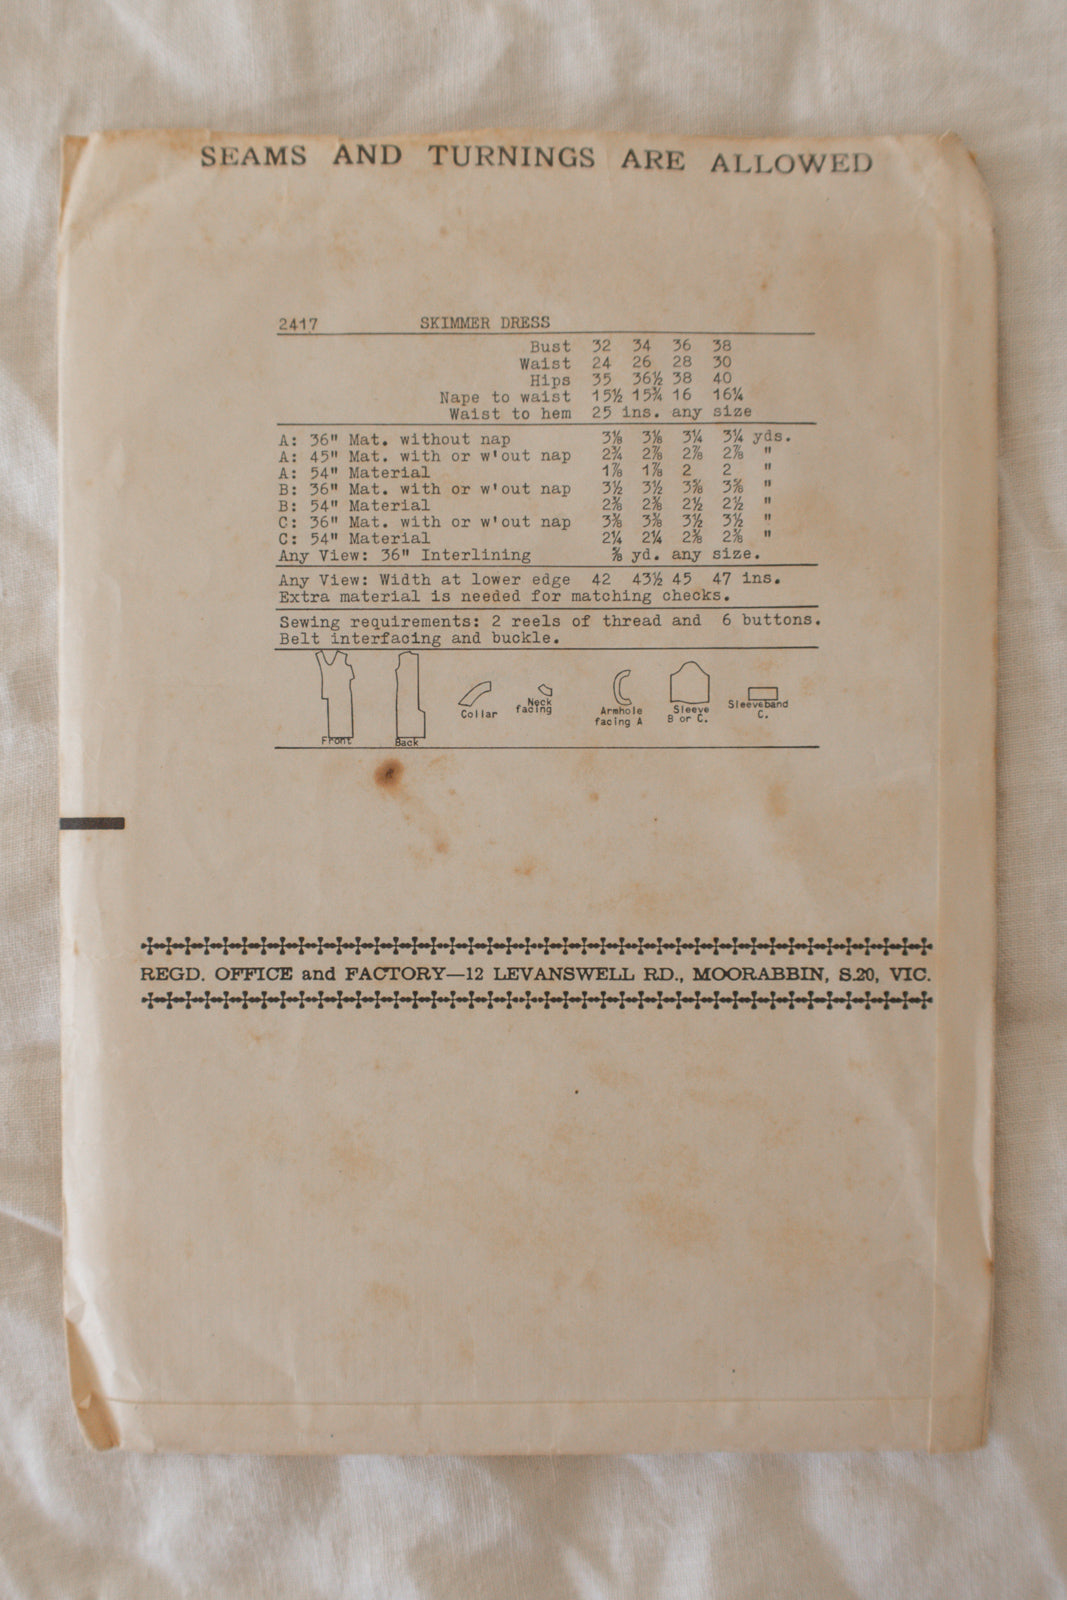 SEAMS AND TURNINGS ARE ALLOWED
2417 SKIMMER DRESS
Bust 32 34 36 38
Waist 24 26 28 30
Hips 35 36½ 38 40
Nape to waist 15½ 15¾ 16 16¼
Waist to hem 25 ins. any size
A: 36" Mat. without nap 3⅛ 3⅛ 3¼ 3¼ yds.
A: 45" Mat. with or w'out nap 2¾ 2⅞ 2⅞ 2⅞ "
A: 54" Material 1⅞ 1⅞ 2 2 "
B: 36" Mat. with or w'out nap 3½ 3½ 3⅝ 3⅝ "
B: 54" Material 2⅜ 2⅜ 2½ 2½ "
C: 36" Mat. with or w'out nap 3⅜ 3⅜ 3½ 3½ "
C: 54" Material 2¼ 2¼ 2⅜ 2⅜ "
Any View: 36" Interlining yd. any size.
Any View: Width at lower edge 42 43½ 45 47 ins.
Extra material is needed for matching checks.
Sewing requirements: 2 reels of thread and 6 buttons.
Belt interfacing and buckle.
Front
Back
Collar
Neck
facing
Armhole
facing A
Sleeve
B or C.
Sleeveband
C.
REGD. OFFICE and FACTORY—12 LEVANSWELL RD., MOORABBIN, S.20, VIC.